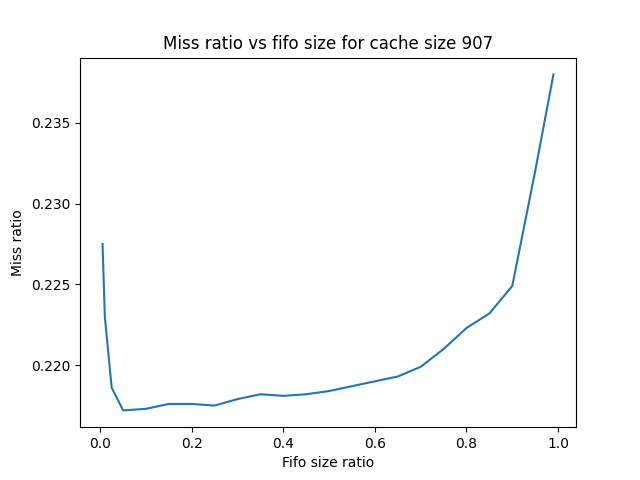 Miss ratio vs fifo size for cache size 907
0.235
0.230
0.225
0.220
Miss ratio
0.0 0.2 0.4 0.6 0.8 1.0
Fifo size ratio